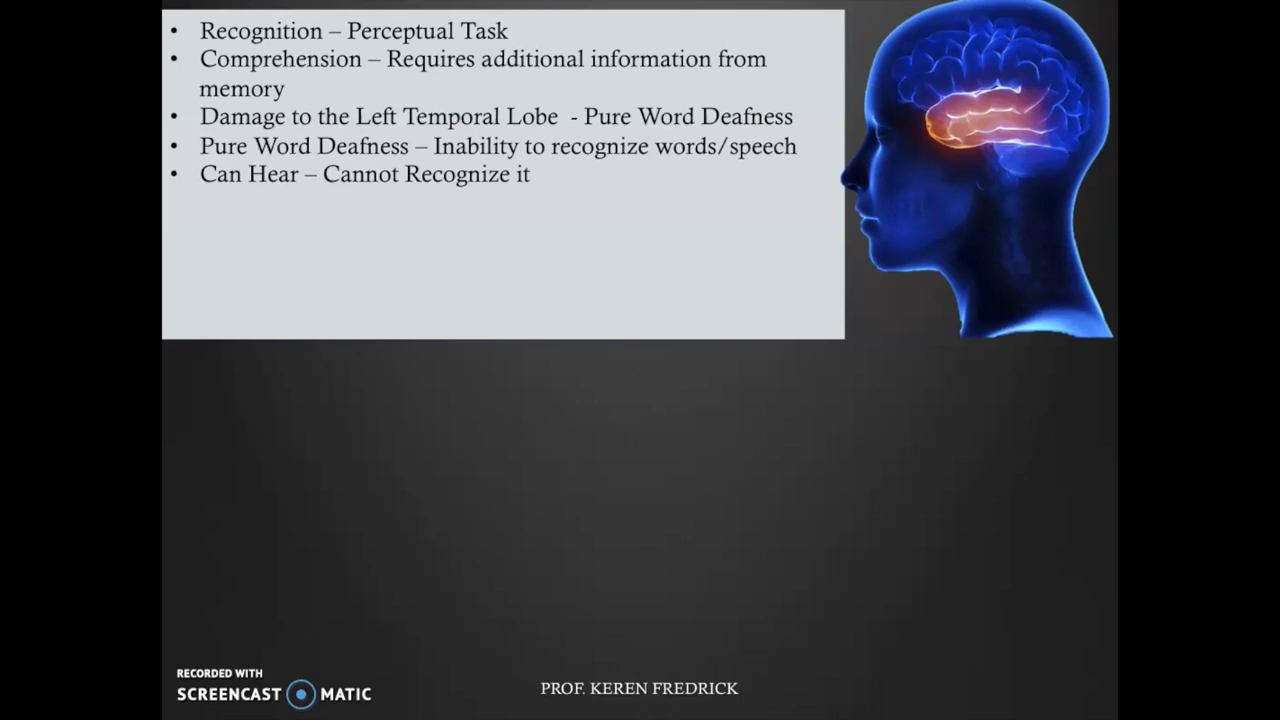 • Recognition – Perceptual Task
• Comprehension – Requires additional information from
memory
• Damage to the Left Temporal Lobe - Pure Word Deafness
• Pure Word Deafness – Inability to recognize words/speech
• Can Hear – Cannot Recognize it
RECORDED WITH
SCREENCAST MATIC
PROF. KEREN FREDRICK